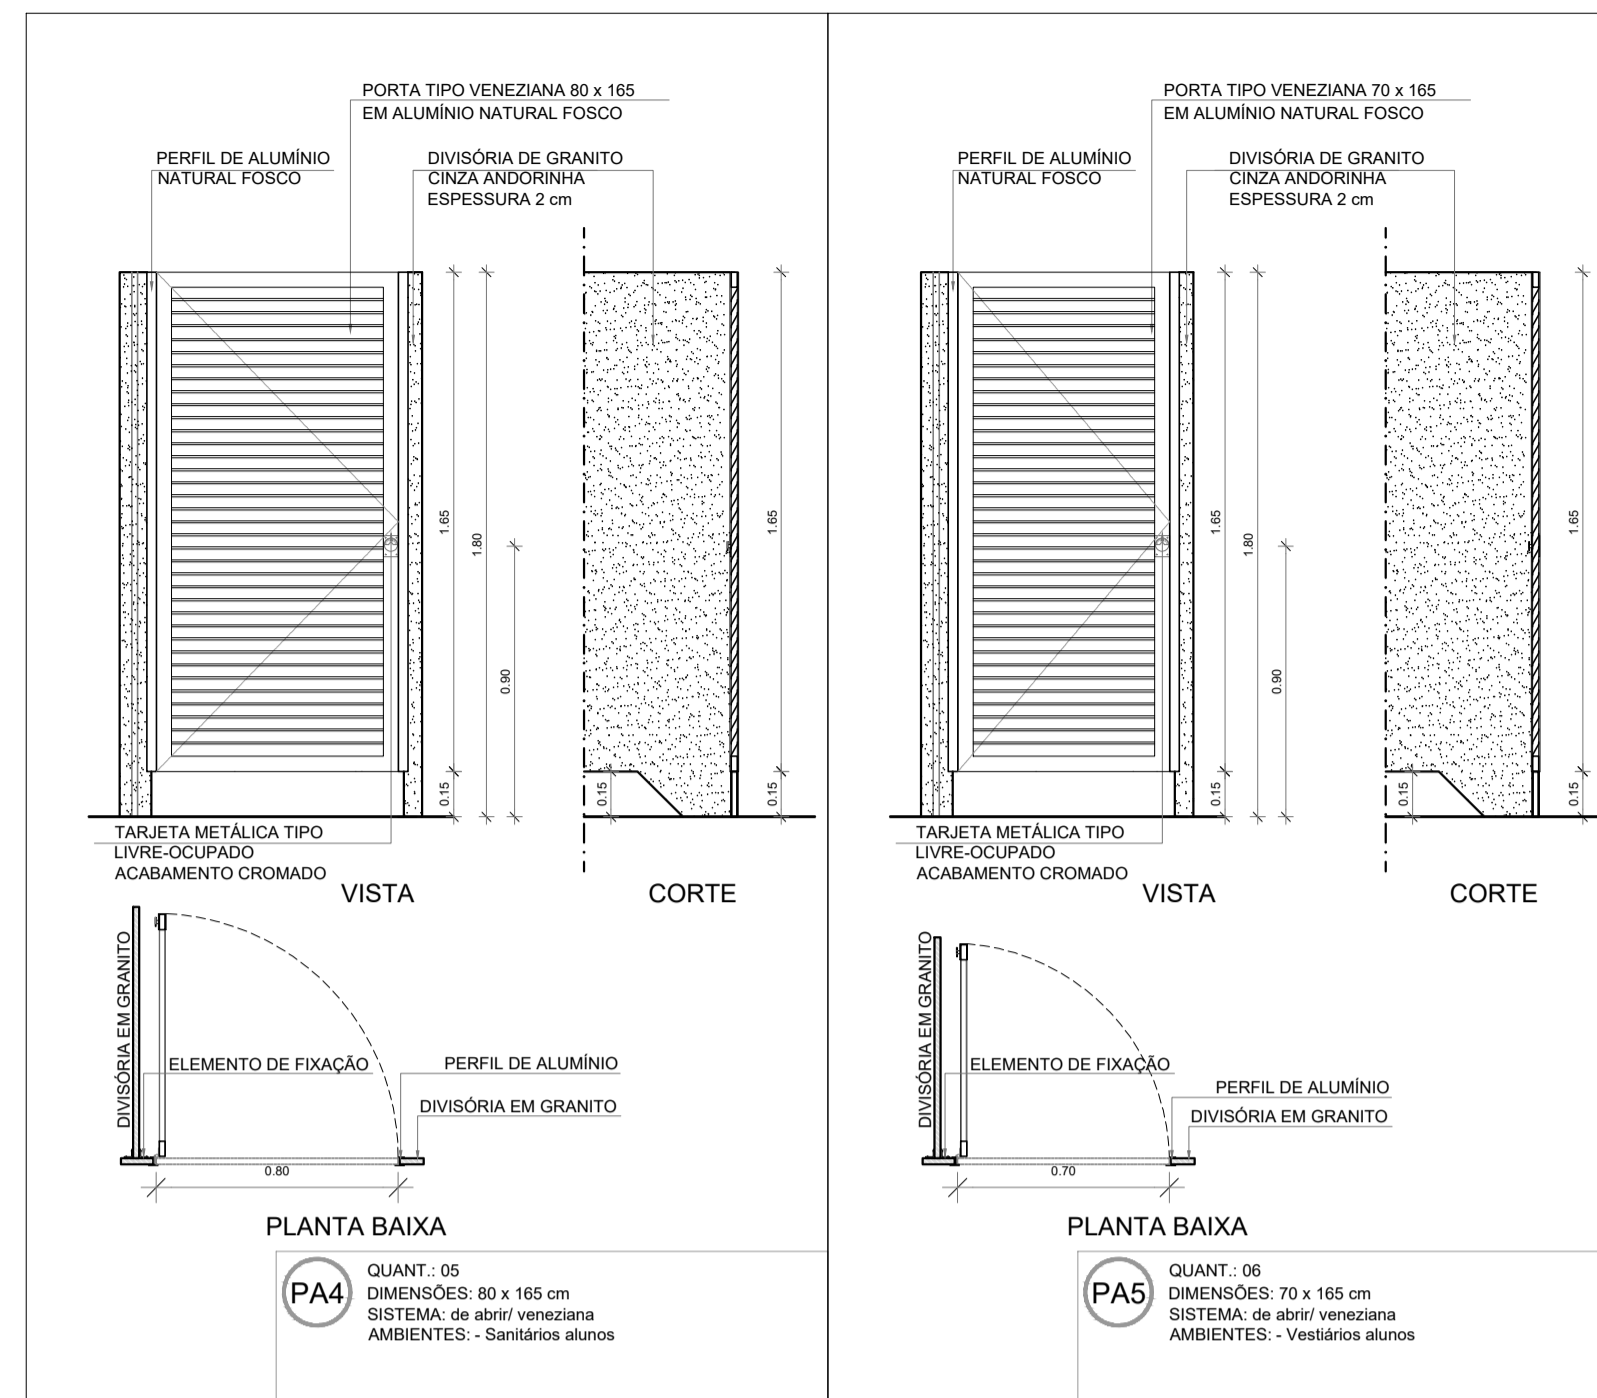 PORTA TIPO VENEZIANA 80 x 165
EM ALUMÍNIO NATURAL FOSCO
PERFIL DE ALUMÍNIO
NATURAL FOSCO
DIVISÓRIA DE GRANITO
CINZA ANDORINHA
ESPESSURA 2 cm
1.65
1.80
0.90
0.15
0.15
1.65
0.15
TARJETA METÁLICA TIPO
LIVRE-OCUPADO
ACABAMENTO CROMADO
VISTA
CORTE
DIVISÓRIA EM GRANITO
ELEMENTO DE FIXAÇÃO
PERFIL DE ALUMÍNIO
DIVISÓRIA EM GRANITO
0.80
PLANTA BAIXA
PA4
QUANT.: 05
DIMENSÕES: 80 x 165 cm
SISTEMA: de abrir/ veneziana
AMBIENTES: - Sanitários alunos
PORTA TIPO VENEZIANA 70 x 165
EM ALUMÍNIO NATURAL FOSCO
PERFIL DE ALUMÍNIO
NATURAL FOSCO
DIVISÓRIA DE GRANITO
CINZA ANDORINHA
ESPESSURA 2 cm
1.65
1.80
0.90
0.15
0.15
1.65
0.15
TARJETA METÁLICA TIPO
LIVRE-OCUPADO
ACABAMENTO CROMADO
VISTA
CORTE
DIVISÓRIA EM GRANITO
ELEMENTO DE FIXAÇÃO
PERFIL DE ALUMÍNIO
DIVISÓRIA EM GRANITO
0.70
PLANTA BAIXA
PA5
QUANT.: 06
DIMENSÕES: 70 x 165 cm
SISTEMA: de abrir/ veneziana
AMBIENTES: - Vestiários alunos